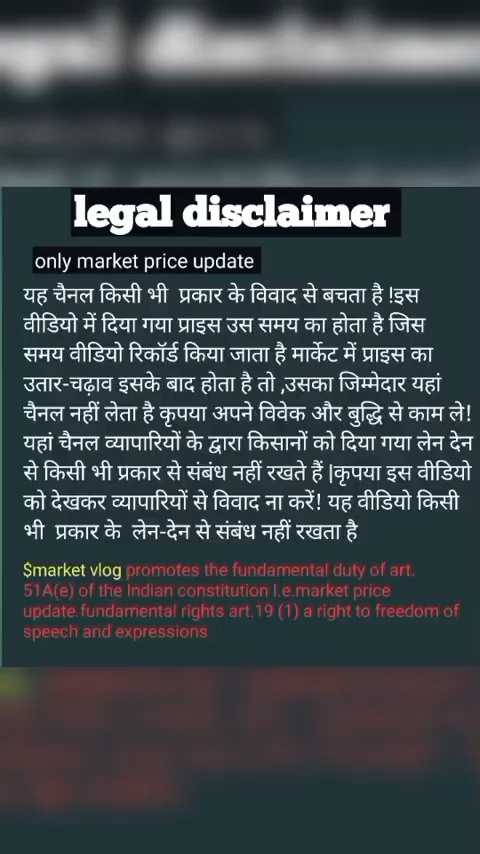 legal disclaimer
only market price update
यह चैनल किसी भी प्रकार के विवाद से बचता है !इस
वीडियो में दिया गया प्राइस उस समय का होता है जिस
समय वीडियो रिकॉर्ड किया जाता है मार्केट में प्राइस का
उतार-चढ़ाव इसके बाद होता है तो ,उसका जिम्मेदार यहां
चैनल नहीं लेता है कृपया अपने विवेक और बुद्धि से काम ले!
यहां चैनल व्यापारियों के द्वारा किसानों को दिया गया लेन देन
से किसी भी प्रकार से संबंध नहीं रखते हैं |कृपया इस वीडियो
को देखकर व्यापारियों से विवाद ना करें! यह वीडियो किसी
भी प्रकार के लेन-देन से संबंध नहीं रखता है
$market vlog promotes the fundamental duty of art.
51A(e) of the Indian constitution I.e.market price
update.fundamental rights art.19 (1) a right to freedom of
speech and expressions